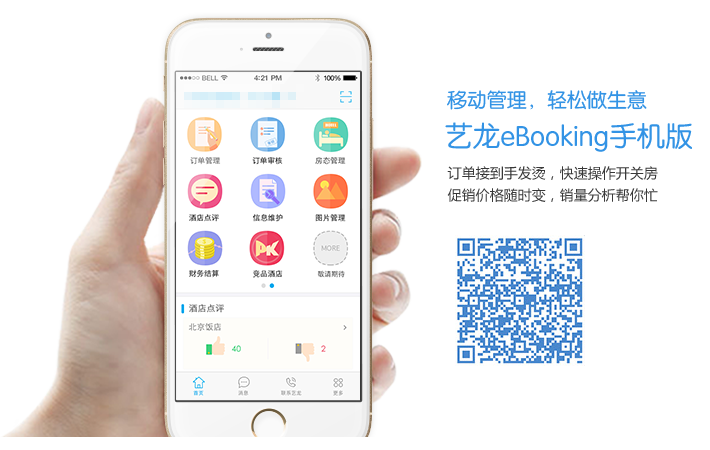 BELL 4:21 PM 100%
订单管理 订单审核 房态管理
酒店点评 信息维护 图片管理
PK MORE
财务结算 竞品酒店 敬请期待
酒店点评
北京饭店
40 2
首页 消息 联系艺龙 更多
移动管理，轻松做生意
艺龙eBooking手机版
订单接到手发烫，快速操作开关房
促销价格随时变，销量分析帮你忙